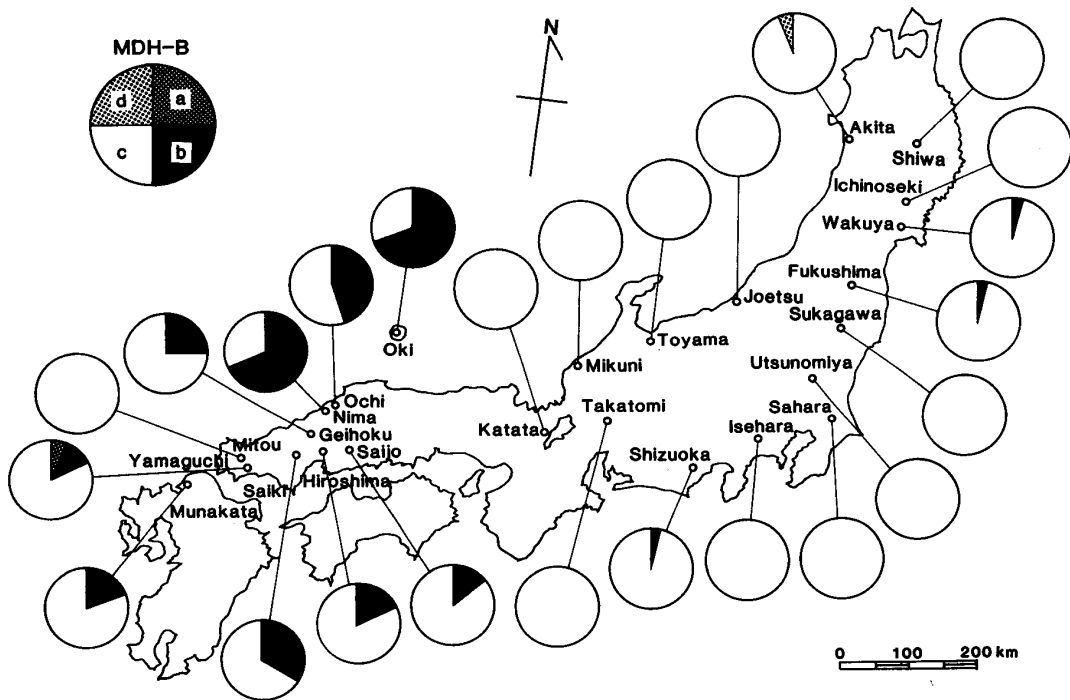 MDH-B
d
a
c
b
N
Akita
Shiwa
Ichinoseki
Wakuya
Fukushima
Sukagawa
Joetsu
Toyama
Utsunomiya
Oki
Mikuni
Sahara
Takatomi
Isehara
Katata
Ochi
Nima
Geihoku
Saijo
Mitou
Shizuoka
Yamaguchi
Hiroshima
Saiki
Munakata
0 100 200 km